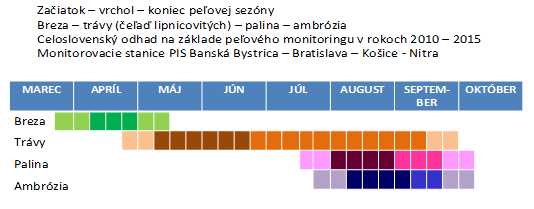 Začiatok – vrchol – koniec peľovej sezóny
Breza – trávy (čeľaď lipnicovitých) – palina – ambrózia
Celoslovenský odhad na základe peľového monitoringu v rokoch 2010 – 2015
Monitorovacie stanice PIS Banská Bystrica – Bratislava – Košice - Nitra
MAREC APRÍL MÁJ JÚN JÚL AUGUST SEPTEM-
BER OKTÓBER
Breza
Trávy
Palina
Ambrózia